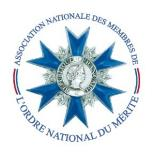 ASSOCIATION NATIONALE DES MEMBRES DE
L'ORDRE NATIONAL DU MÉRITE